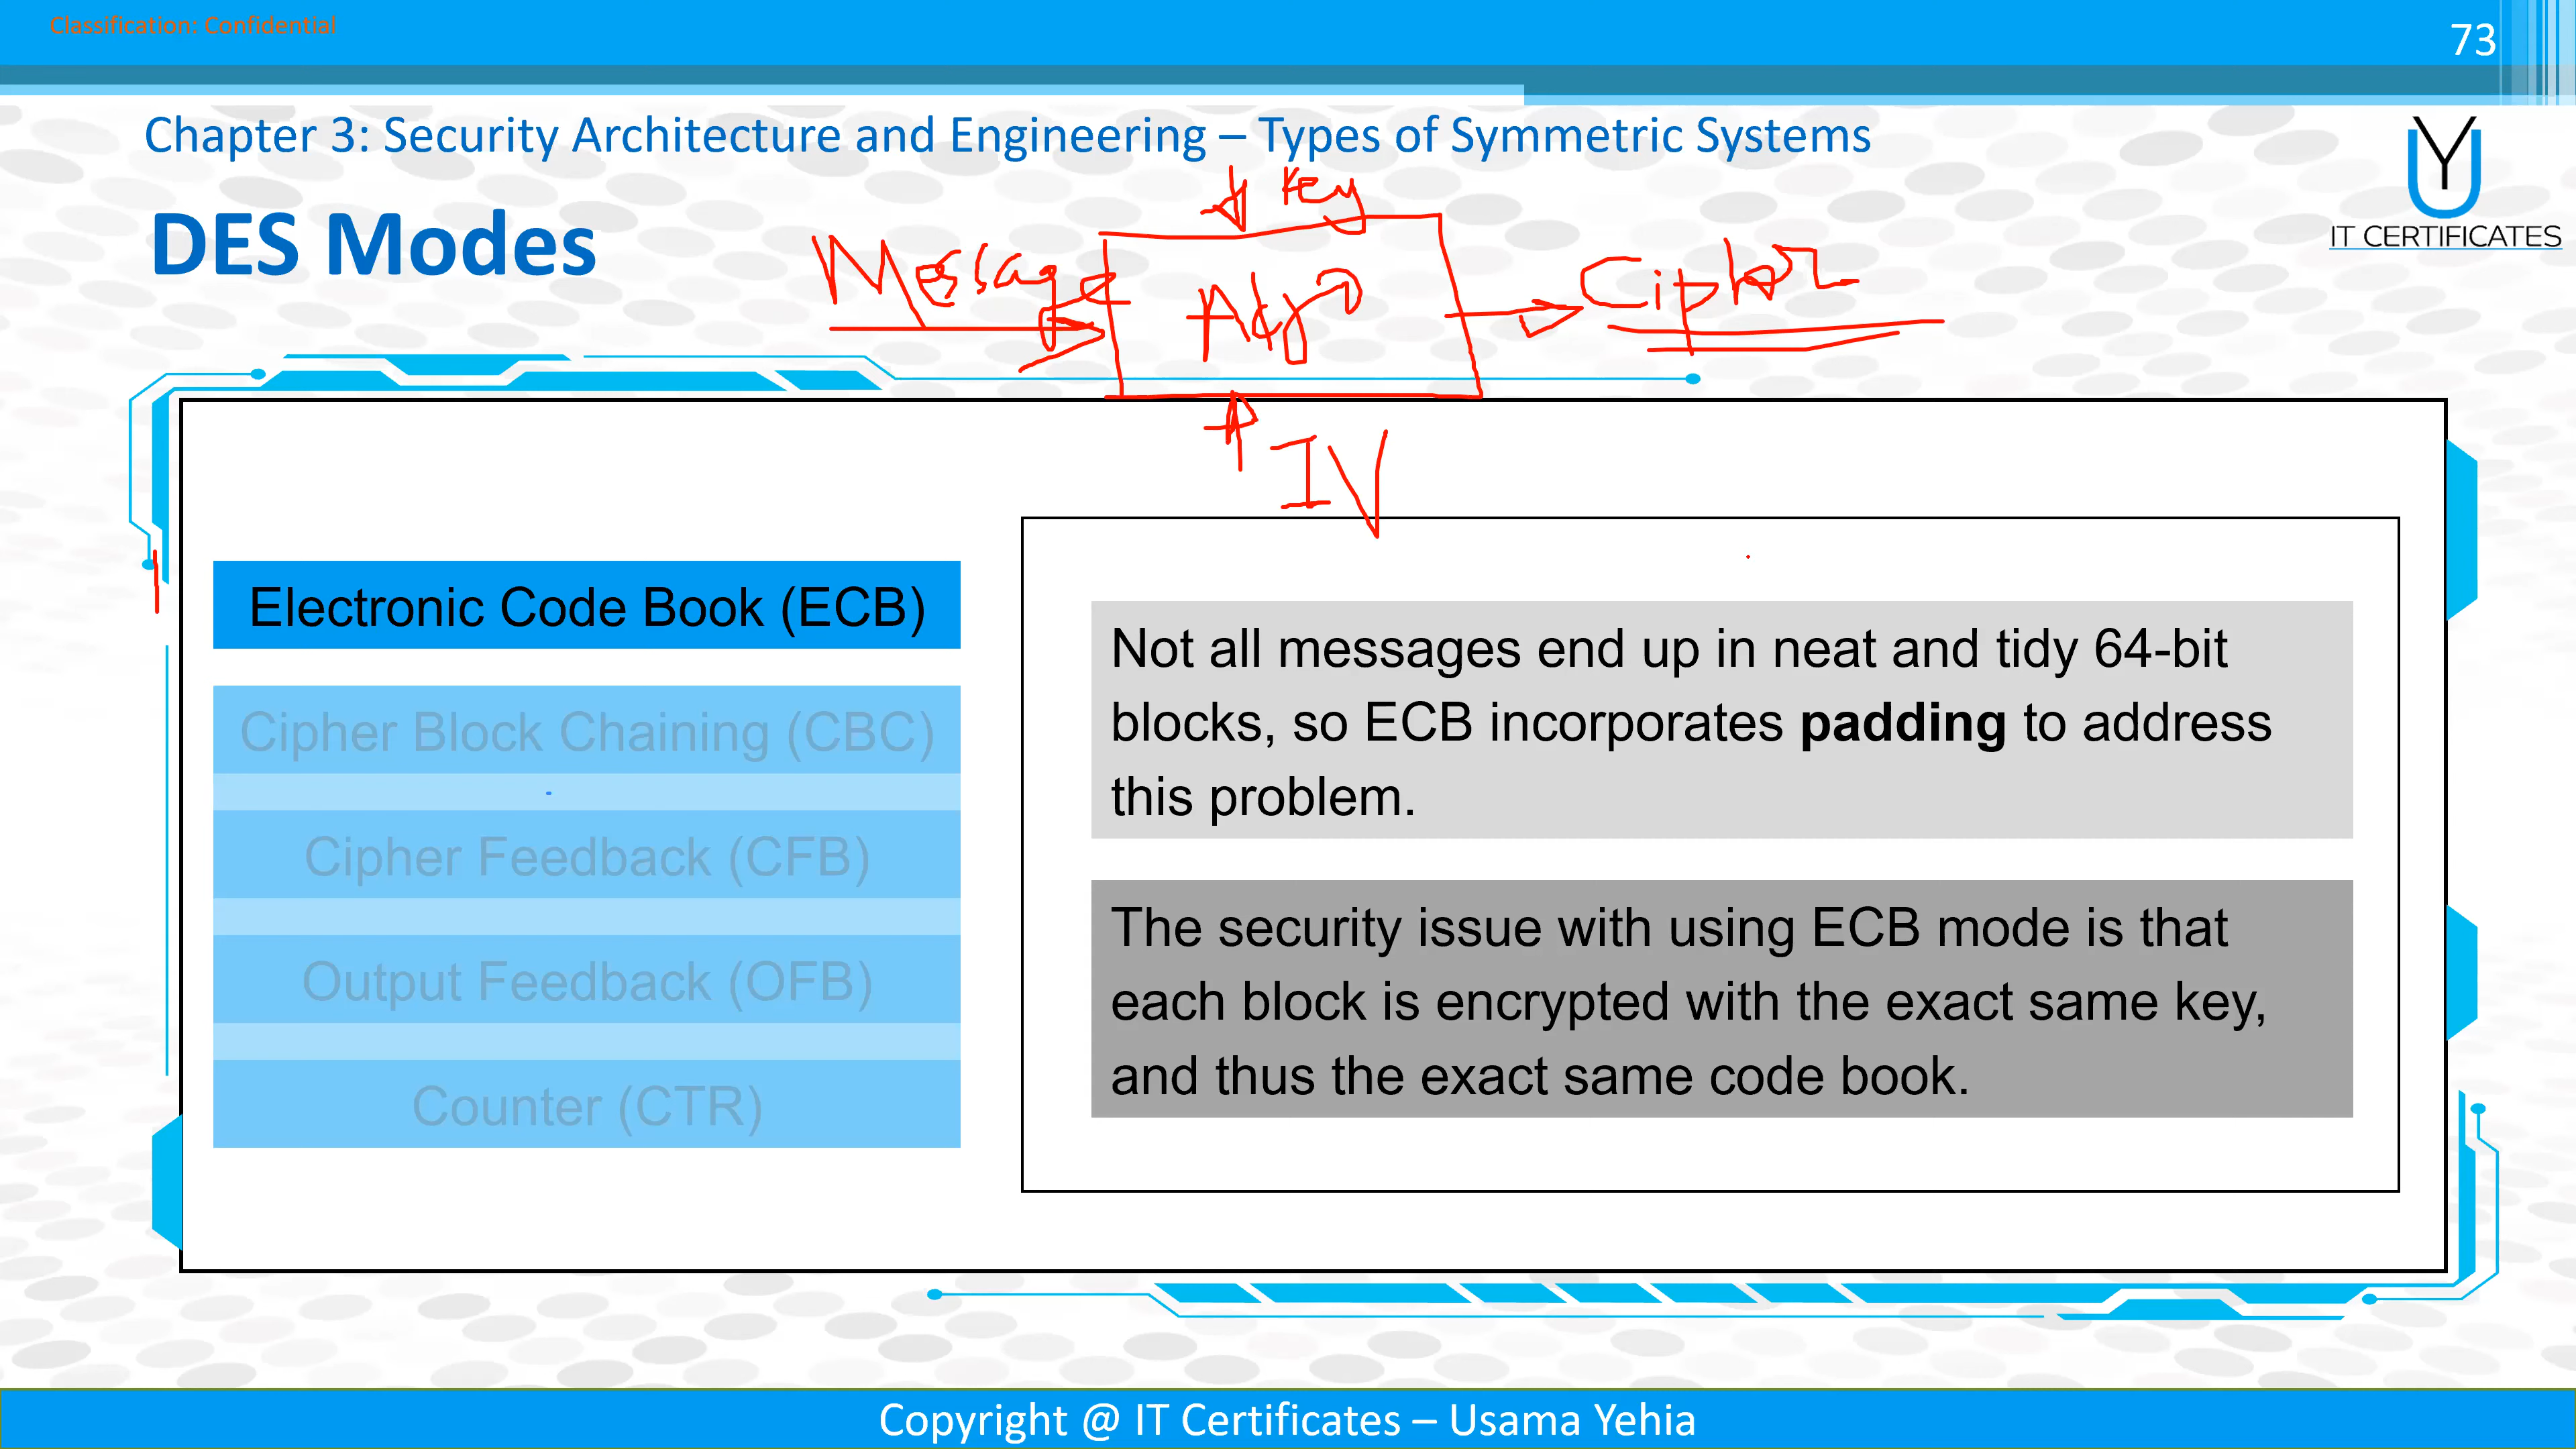 Classification: Confidential
73
Chapter 3: Security Architecture and Engineering – Types of Symmetric Systems
IT CERTIFICATES
DES Modes
Key
Message
Algo
Cipher
IV
Electronic Code Book (ECB)
Cipher Block Chaining (CBC)
Cipher Feedback (CFB)
Output Feedback (OFB)
Counter (CTR)
Not all messages end up in neat and tidy 64-bit
blocks, so ECB incorporates padding to address
this problem.
The security issue with using ECB mode is that
each block is encrypted with the exact same key,
and thus the exact same code book.
Copyright @ IT Certificates – Usama Yehia